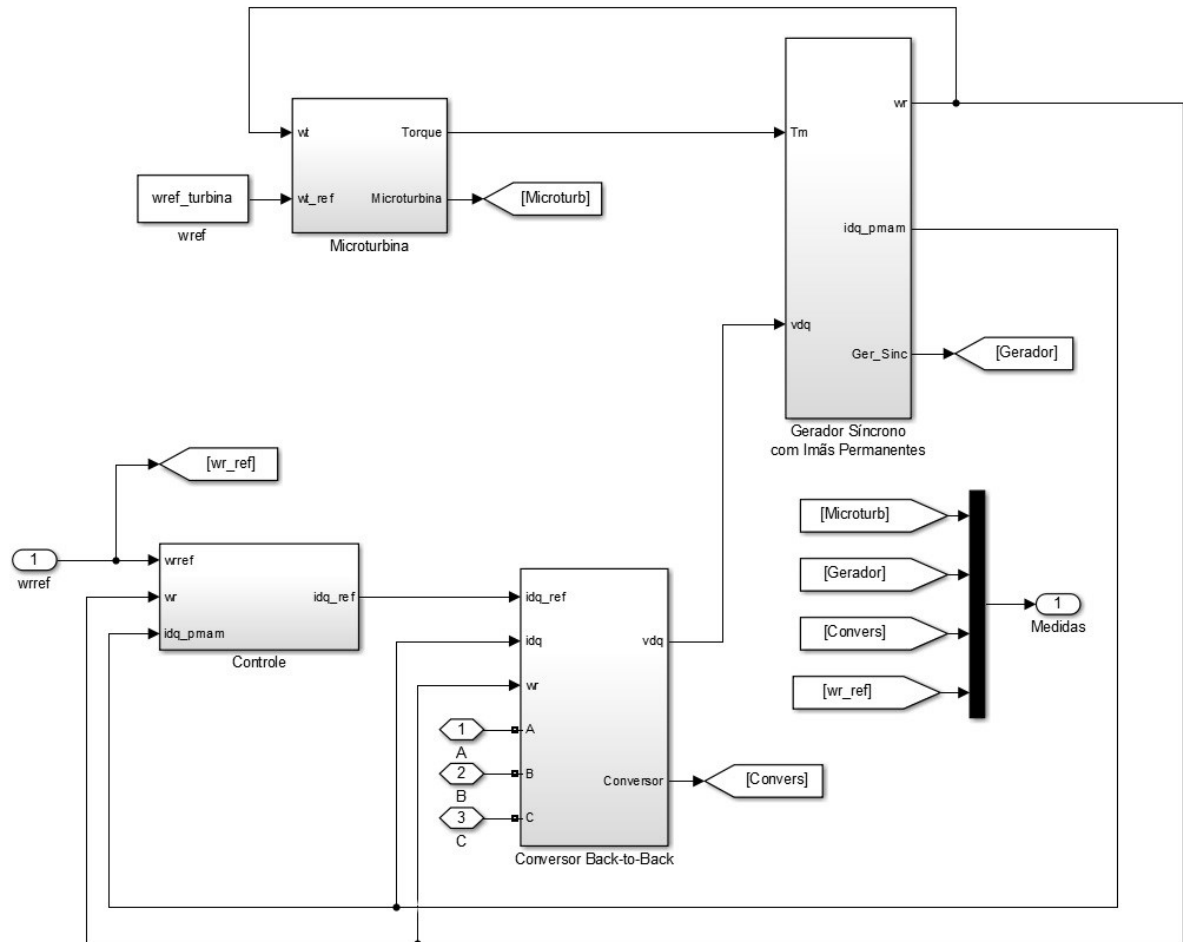 wr
wt
Torque
Tm
wref_turbina
wt_ref
Microturbina
[Microturb]
wref
Microturbina
idq_pmam
vdq
Ger_Sinc
[Gerador]
Gerador Síncrono
com Imãs Permanentes
[wr_ref]
[Microturb]
1
wrref
wrref
wr
idq_ref
idq_pmam
Controle
idq_ref
idq
vdq
wr
1
A
A
2
B
B
Conversor
[Convers]
3
C
C
Conversor Back-to-Back
[Gerador]
[Convers]
[wr_ref]
1
Medidas